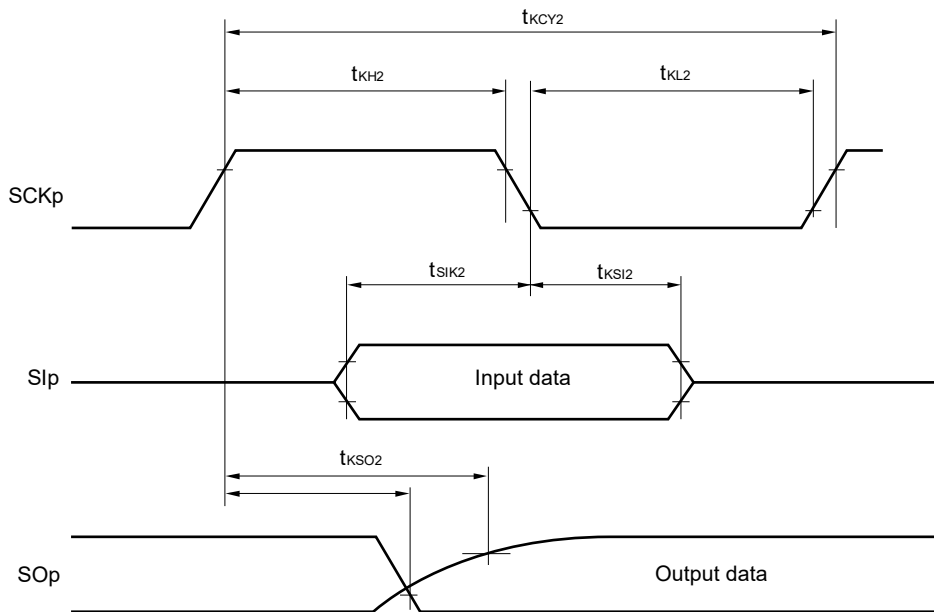 tKCY2
tKH2
tKL2
SCKp
tSIK2
tKSI2
SIp
Input data
tKSO2
SOp
Output data